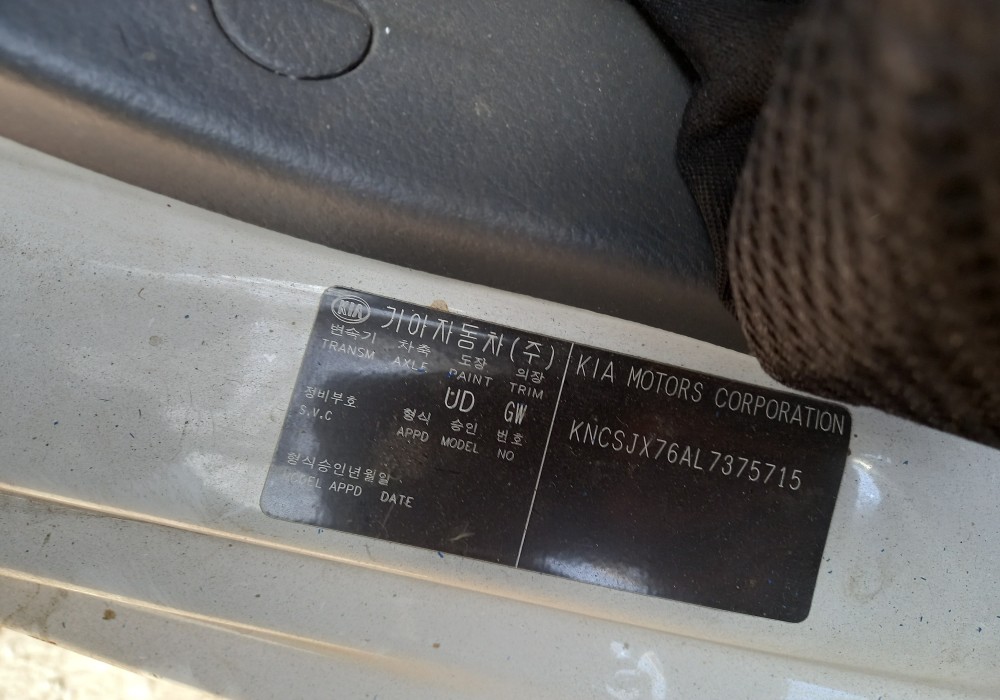 KIA 기아자동차(주)
변속기 차축 도장 의장
TRANSM AXLE PAINT TRIM
UD GW
정비부호
S.V.C
형식 승인 번호
APPD MODEL NO
형식승인년월일
MODEL APPD DATE
KIA MOTORS CORPORATION
KNCSJX76AL7375715